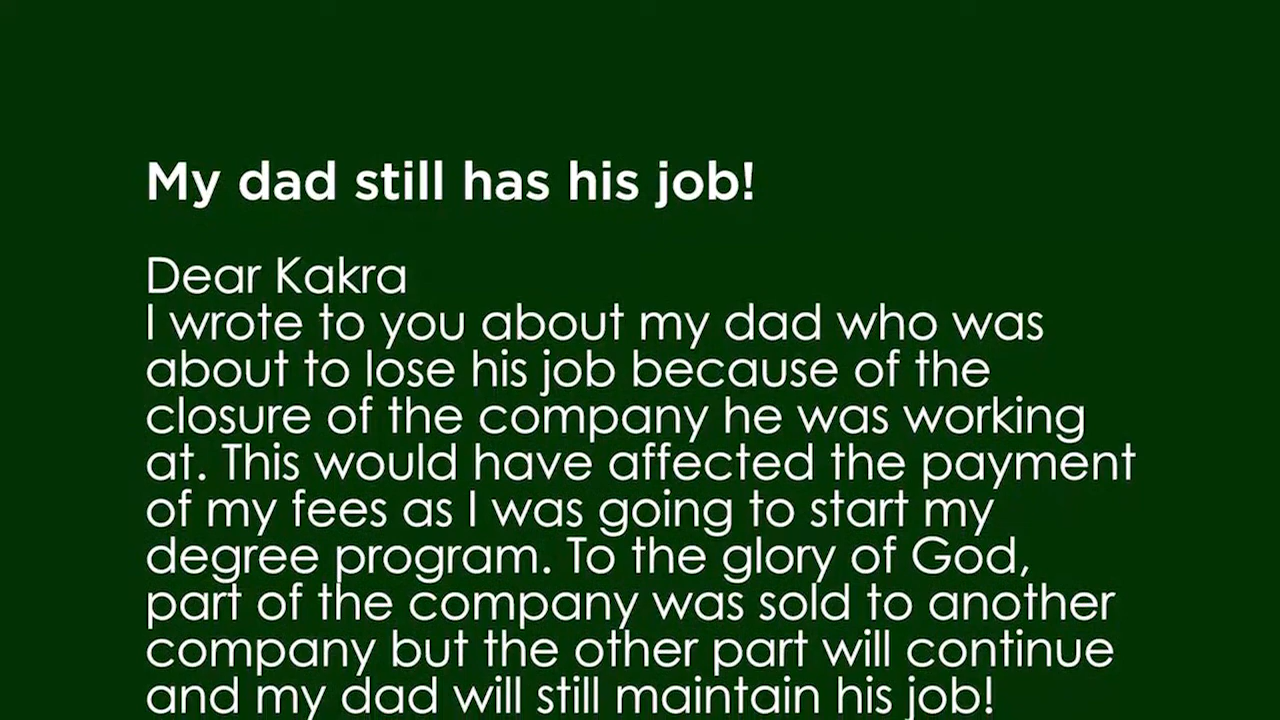 My dad still has his job!
Dear Kakra
I wrote to you about my dad who was
about to lose his job because of the
closure of the company he was working
at. This would have affected the payment
of my fees as I was going to start my
degree program. To the glory of God,
part of the company was sold to another
company but the other part will continue
and my dad will still maintain his job!